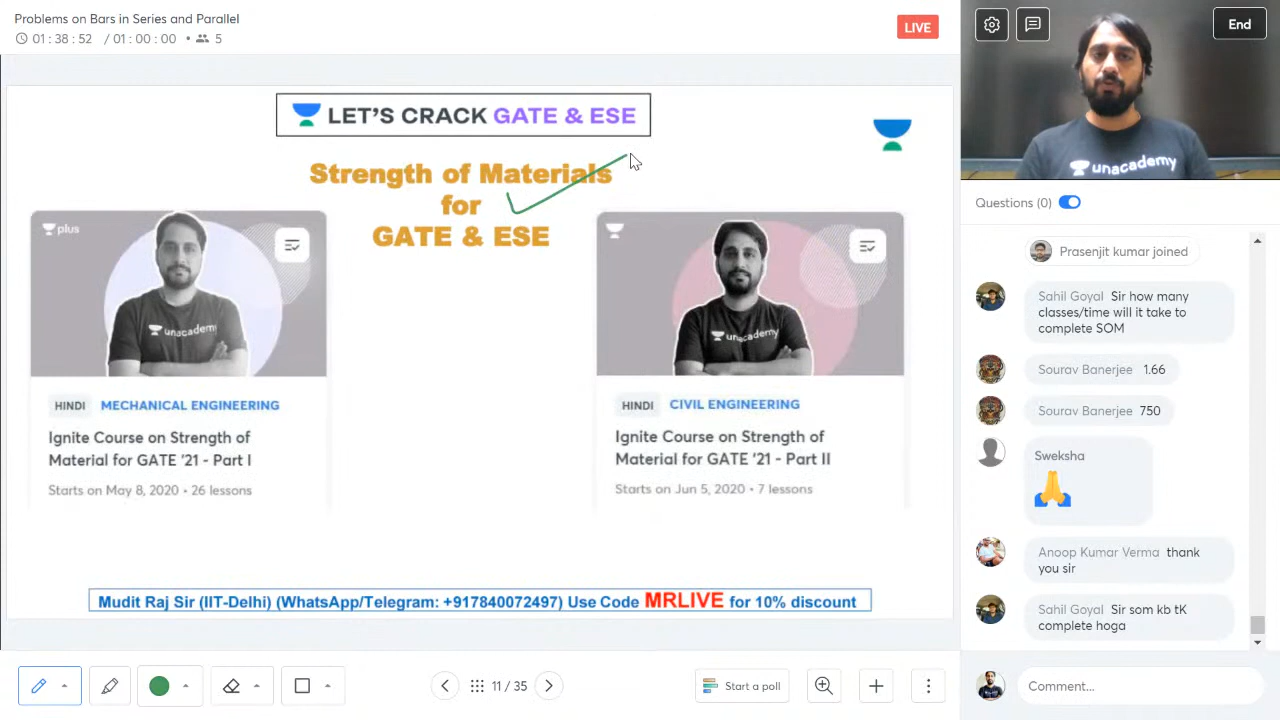 Problems on Bars in Series and Parallel
01 : 38 : 52 / 01 : 00 : 00 • 5
LIVE
End
LET'S CRACK GATE & ESE
Strength of Materials
for
GATE & ESE
plus
unacademy
HINDI MECHANICAL ENGINEERING
Ignite Course on Strength of
Material for GATE '21 - Part I
Starts on May 8, 2020 • 26 lessons
unacademy
HINDI CIVIL ENGINEERING
Ignite Course on Strength of
Material for GATE '21 - Part II
Starts on Jun 5, 2020 • 7 lessons
Mudit Raj Sir (IIT-Delhi) (WhatsApp/Telegram: +917840072497) Use Code MRLIVE for 10% discount
11 / 35
Start a poll
unacademy
Questions (0)
Prasenjit kumar joined
Sahil Goyal Sir how many
classes/time will it take to
complete SOM
Sourav Banerjee 1.66
Sourav Banerjee 750
Sweksha
Anoop Kumar Verma thank
you sir
Sahil Goyal Sir som kb tK
complete hoga
Comment...